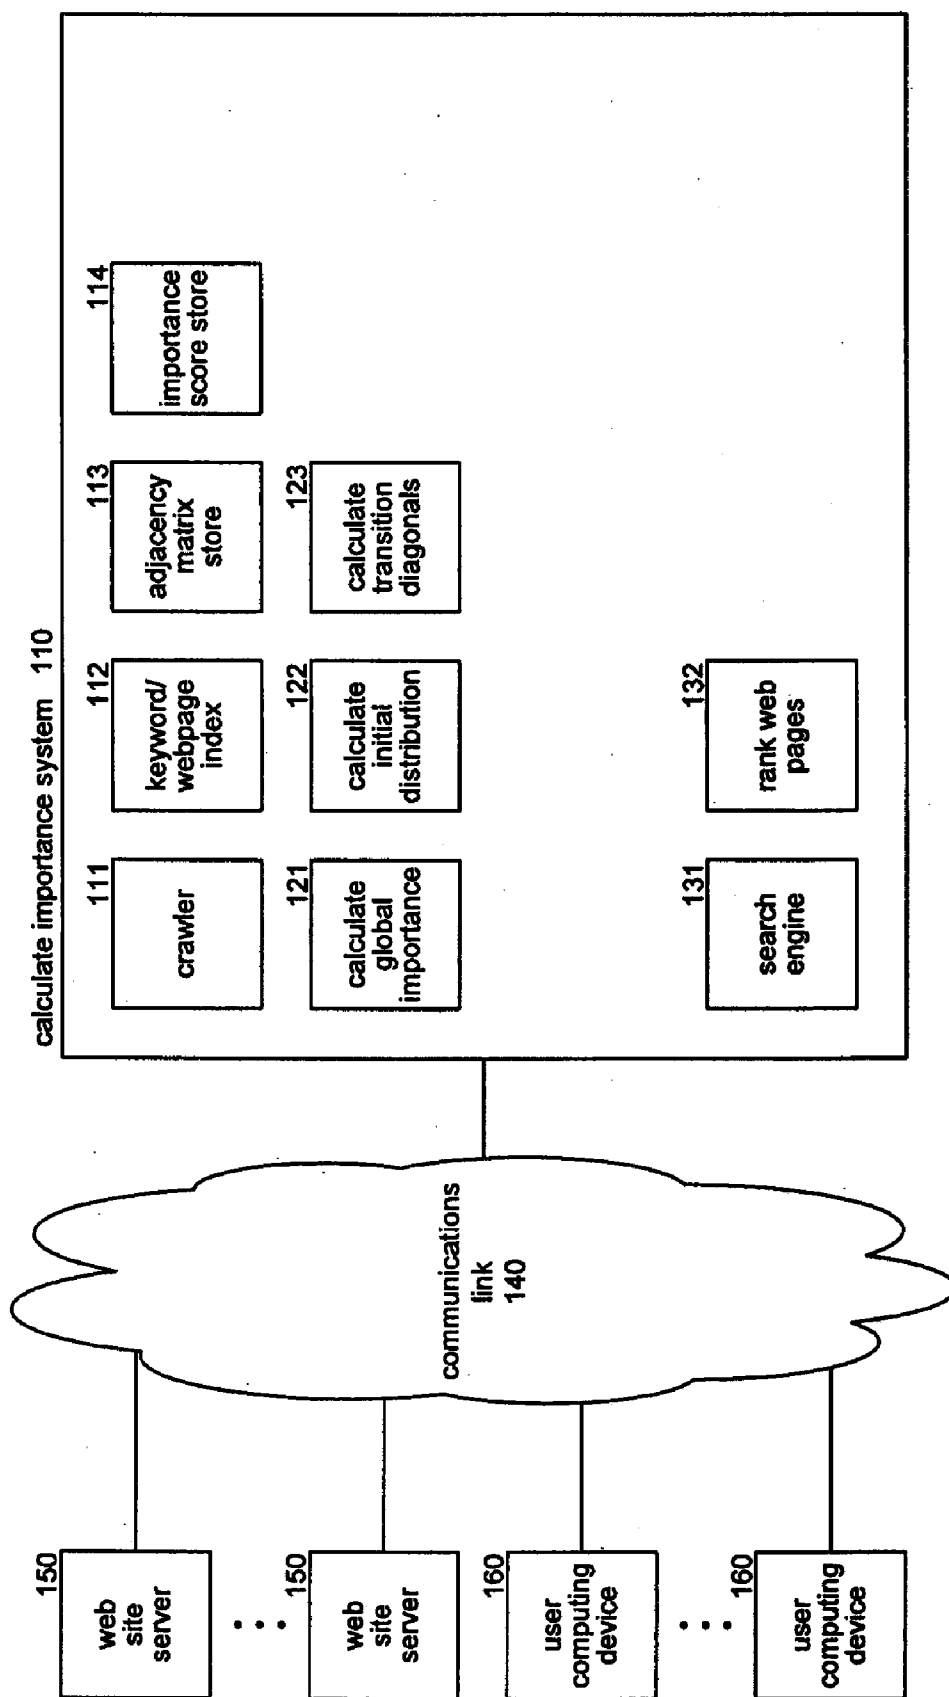 calculate importance system 110
111
crawler
112
keyword/
webpage
index
113
adjacency
matrix
store
114
importance
score store
121
calculate
global
importance
122
calculate
initial
distribution
123
calculate
transition
diagonals
131
search
engine
132
rank web
pages
communications
link
140
150
web
site
server
150
web
site
server
160
user
computing
device
160
user
computing
device